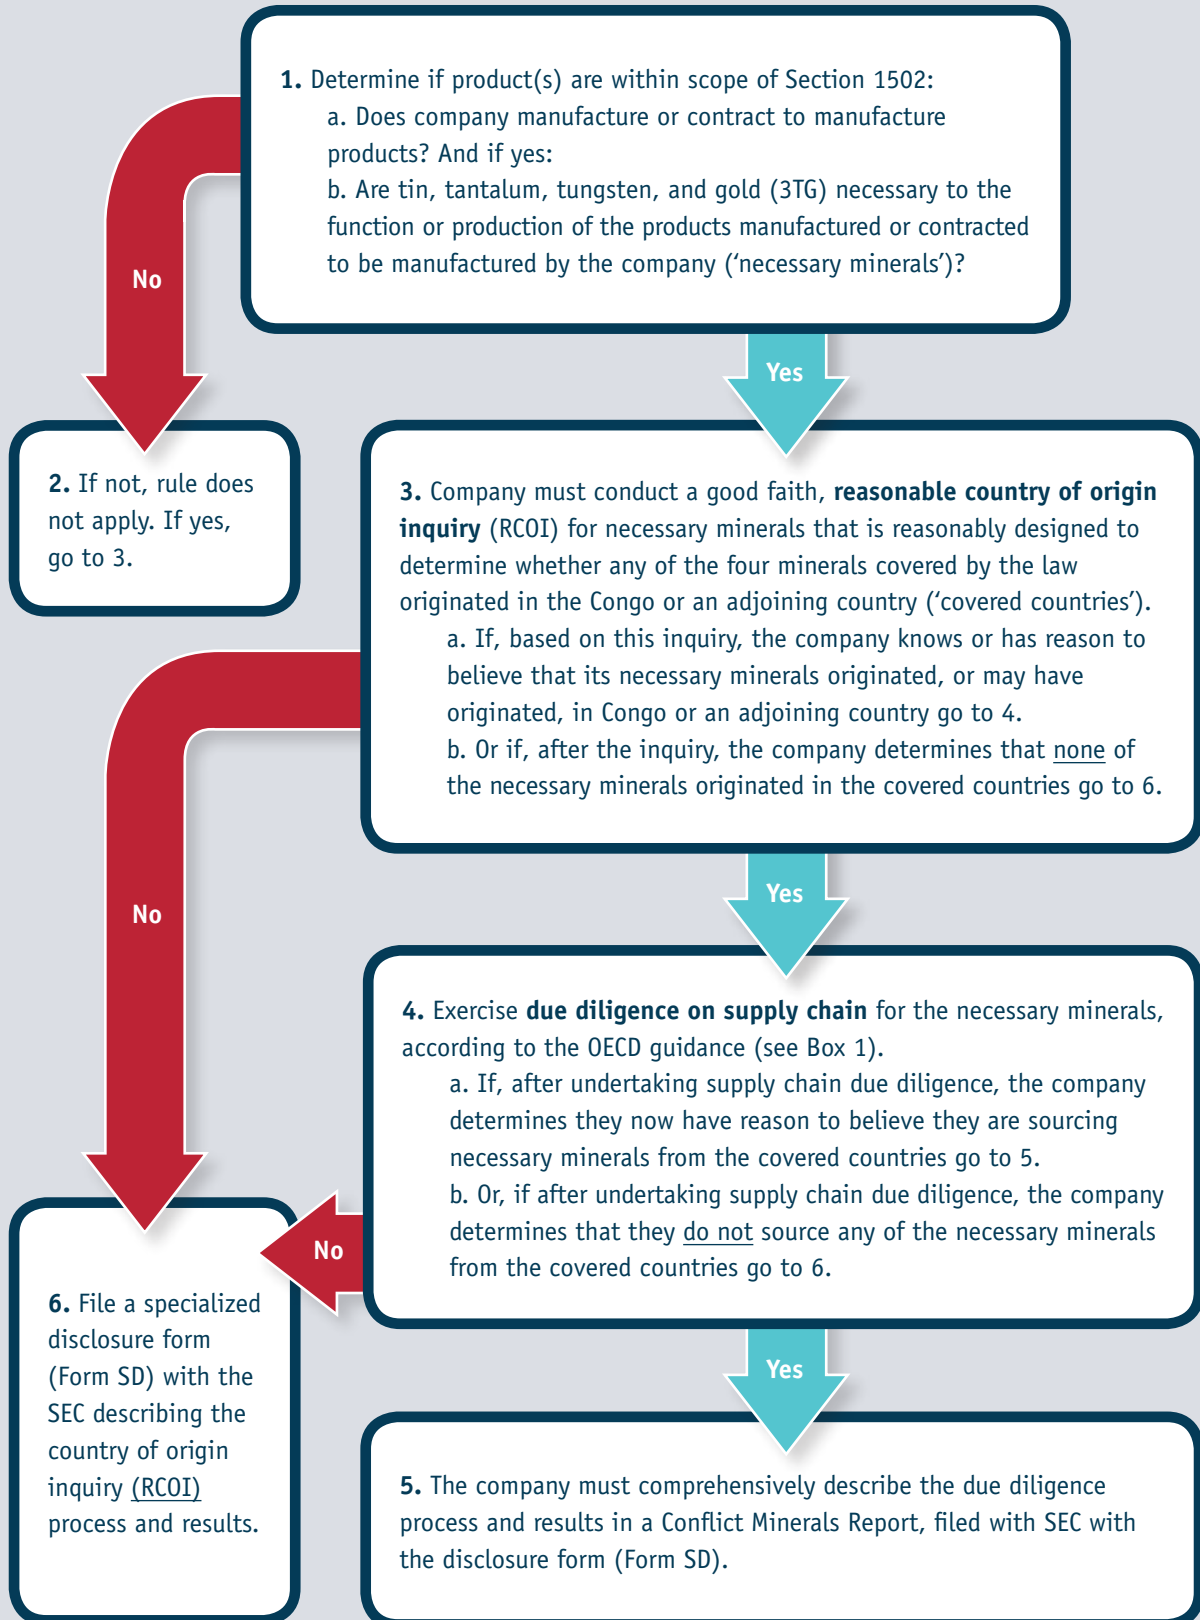 1. Determine if product(s) are within scope of Section 1502:
a. Does company manufacture or contract to manufacture
products? And if yes:
b. Are tin, tantalum, tungsten, and gold (3TG) necessary to the
function or production of the products manufactured or contracted
to be manufactured by the company (‘necessary minerals’)?
No
Yes
2. If not, rule does
not apply. If yes,
go to 3.
3. Company must conduct a good faith, reasonable country of origin
inquiry (RCOI) for necessary minerals that is reasonably designed to
determine whether any of the four minerals covered by the law
originated in the Congo or an adjoining country (‘covered countries’).
a. If, based on this inquiry, the company knows or has reason to
believe that its necessary minerals originated, or may have
originated, in Congo or an adjoining country go to 4.
b. Or if, after the inquiry, the company determines that none of
the necessary minerals originated in the covered countries go to 6.
No
Yes
4. Exercise due diligence on supply chain for the necessary minerals,
according to the OECD guidance (see Box 1).
a. If, after undertaking supply chain due diligence, the company
determines they now have reason to believe they are sourcing
necessary minerals from the covered countries go to 5.
b. Or, if after undertaking supply chain due diligence, the company
determines that they do not source any of the necessary minerals
from the covered countries go to 6.
No
Yes
6. File a specialized
disclosure form
(Form SD) with the
SEC describing the
country of origin
inquiry (RCOI)
process and results.
5. The company must comprehensively describe the due diligence
process and results in a Conflict Minerals Report, filed with SEC with
the disclosure form (Form SD).